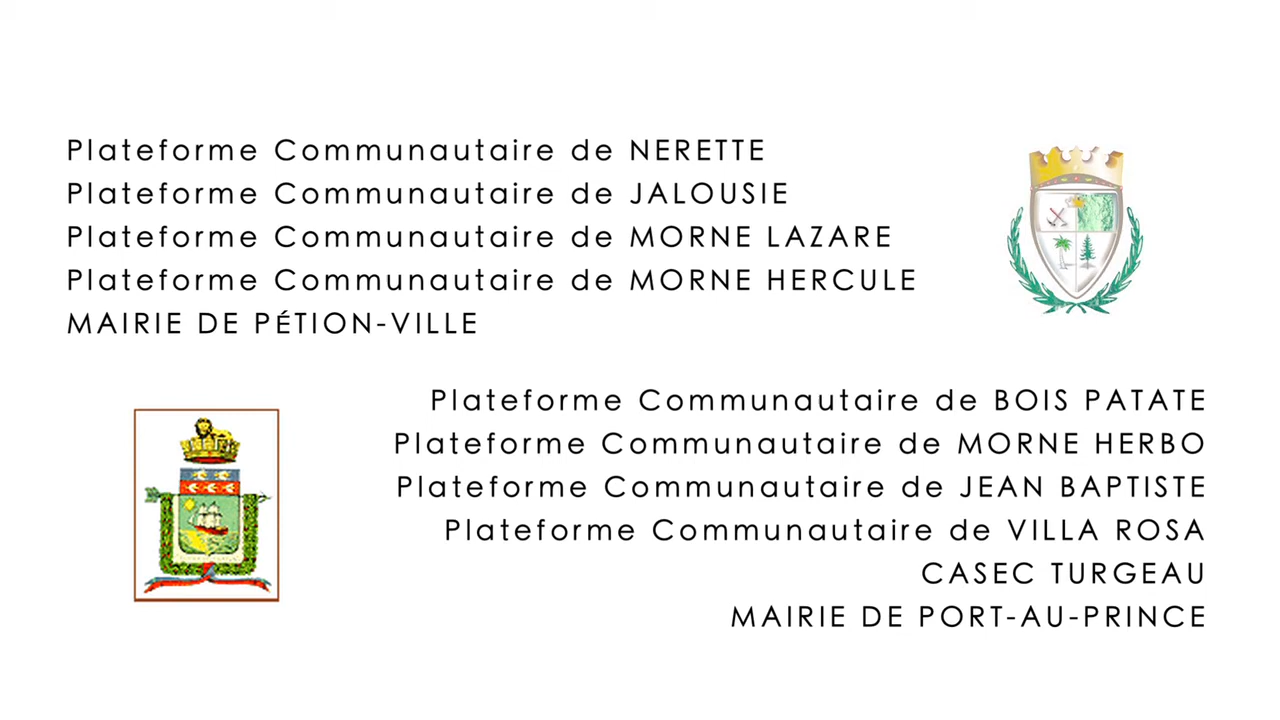 Plateforme Communautaire de NERETTE
Plateforme Communautaire de JALOUSIE
Plateforme Communautaire de MORNE LAZARE
Plateforme Communautaire de MORNE HERCULE
MAIRIE DE PÉTION-VILLE
Plateforme Communautaire de BOIS PATATE
Plateforme Communautaire de MORNE HERBO
Plateforme Communautaire de JEAN BAPTISTE
Plateforme Communautaire de VILLA ROSA
CASEC TURGEAU
MAIRIE DE PORT-AU-PRINCE